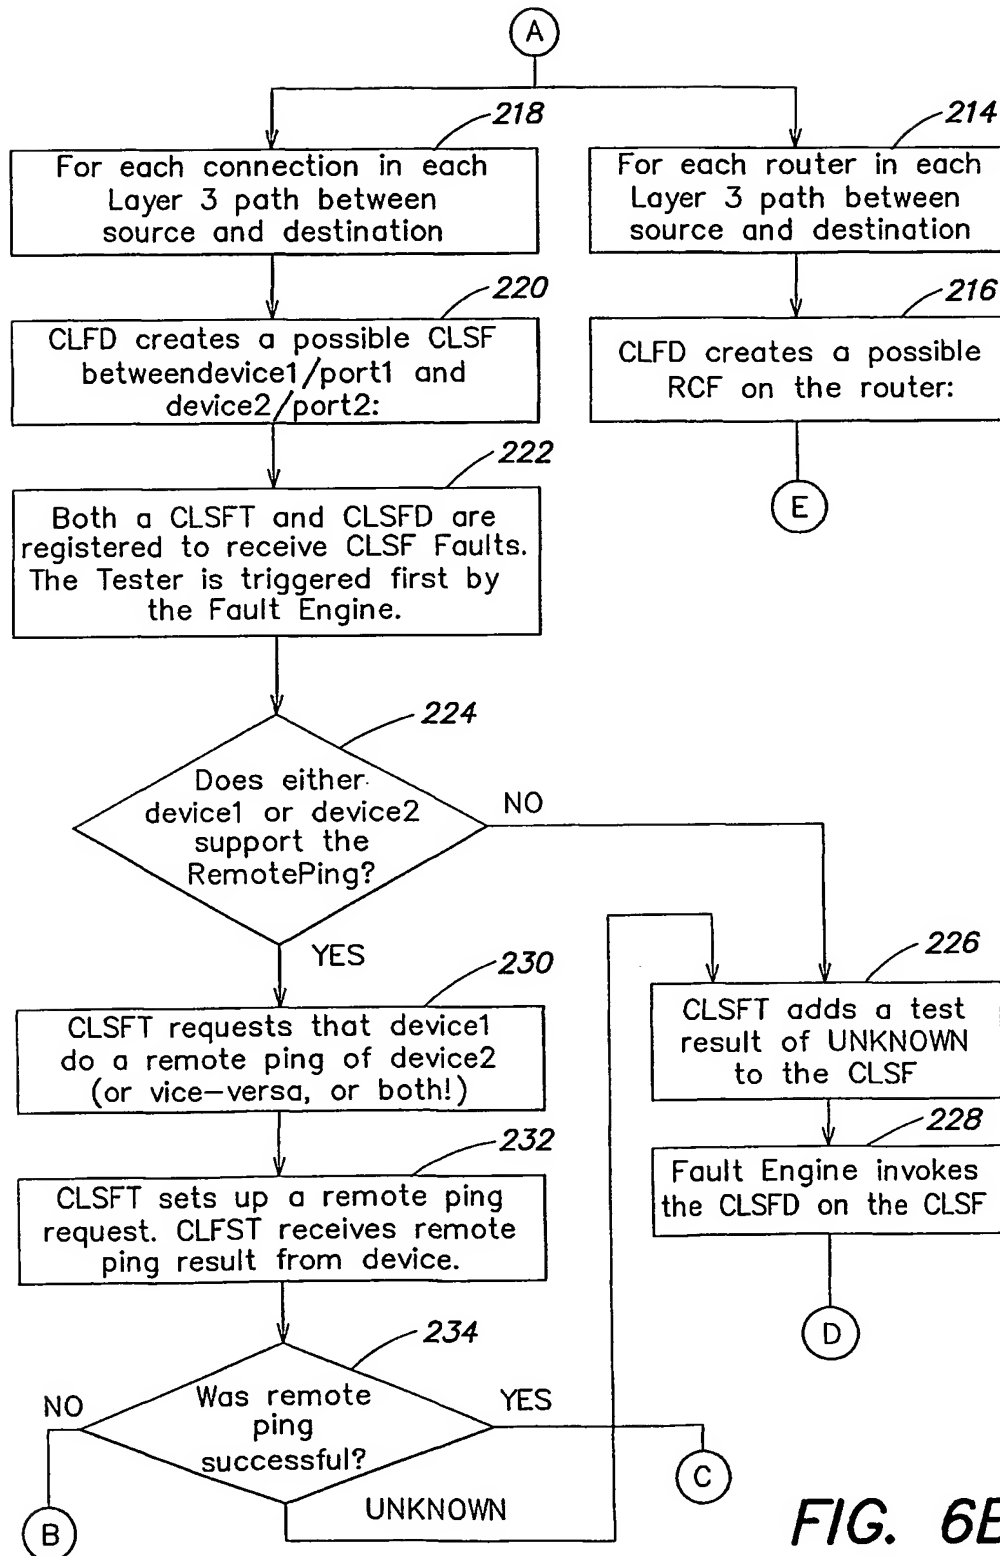 A
218
For each connection in each
Layer 3 path between
source and destination
214
For each router in each
Layer 3 path between
source and destination
220
CLFD creates a possible CLSF
betweendevice1/port1 and
device2/port2:
216
CLFD creates a possible
RCF on the router:
E
222
Both a CLSFT and CLSFD are
registered to receive CLSF Faults.
The Tester is triggered first by
the Fault Engine.
224
Does either
device1 or device2
support the
RemotePing?
NO
YES
230
CLSFT requests that device1
do a remote ping of device2
(or vice-versa, or both!)
226
CLSFT adds a test
result of UNKNOWN
to the CLSF
228
Fault Engine invokes
the CLSFD on the CLSF
D
232
CLSFT sets up a remote ping
request. CLFST receives remote
ping result from device.
234
Was remote
ping
successful?
NO
YES
UNKNOWN
B
C
FIG. 6B